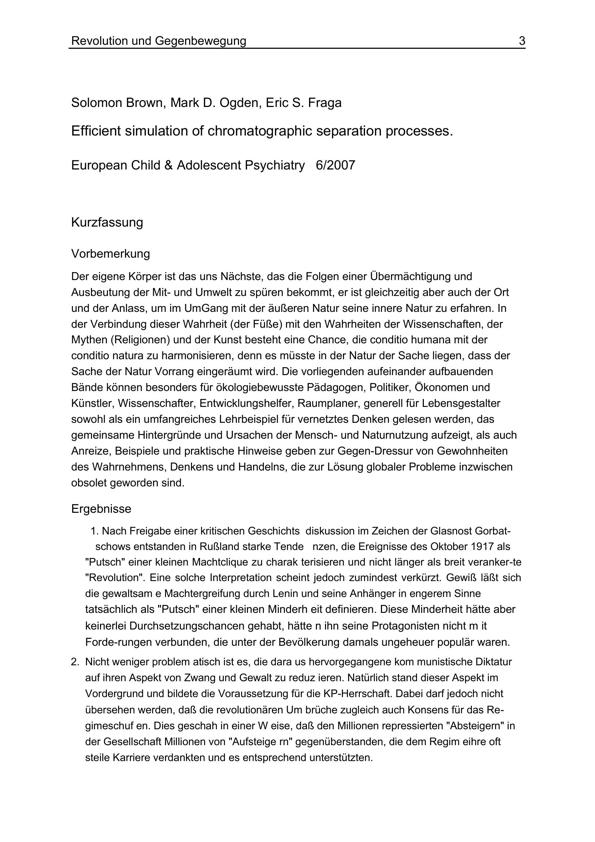 Revolution und Gegenbewegung 3
Solomon Brown, Mark D. Ogden, Eric S. Fraga
Efficient simulation of chromatographic separation processes.
European Child & Adolescent Psychiatry 6/2007
Kurzfassung
Vorbemerkung
Der eigene Körper ist das uns Nächste, das die Folgen einer Übermächtigung und
Ausbeutung der Mit- und Umwelt zu spüren bekommt, er ist gleichzeitig aber auch der Ort
und der Anlass, um im UmGang mit der äußeren Natur seine innere Natur zu erfahren. In
der Verbindung dieser Wahrheit (der Füße) mit den Wahrheiten der Wissenschaften, der
Mythen (Religionen) und der Kunst besteht eine Chance, die conditio humana mit der
conditio natura zu harmonisieren, denn es müsste in der Natur der Sache liegen, dass der
Sache der Natur Vorrang eingeräumt wird. Die vorliegenden aufeinander aufbauenden
Bände können besonders für ökologiebewusste Pädagogen, Politiker, Ökonomen und
Künstler, Wissenschafter, Entwicklungshelfer, Raumplaner, generell für Lebensgestalter
sowohl als ein umfangreiches Lehrbeispiel für vernetztes Denken gelesen werden, das
gemeinsame Hintergründe und Ursachen der Mensch- und Naturnutzung aufzeigt, als auch
Anreize, Beispiele und praktische Hinweise geben zur Gegen-Dressur von Gewohnheiten
des Wahrnehmens, Denkens und Handelns, die zur Lösung globaler Probleme inzwischen
obsolet geworden sind.
Ergebnisse
1. Nach Freigabe einer kritischen Geschichts diskussion im Zeichen der Glasnost Gorbat-
schows entstanden in Rußland starke Tende nzen, die Ereignisse des Oktober 1917 als
"Putsch" einer kleinen Machtclique zu charak terisieren und nicht länger als breit veranker-te
"Revolution". Eine solche Interpretation scheint jedoch zumindest verkürzt. Gewiß läßt sich
die gewaltsam e Machtergreifung durch Lenin und seine Anhänger in engerem Sinne
tatsächlich als "Putsch" einer kleinen Minderh eit definieren. Diese Minderheit hätte aber
keinerlei Durchsetzungschancen gehabt, hätte n ihn seine Protagonisten nicht m it
Forde-rungen verbunden, die unter der Bevölkerung damals ungeheuer populär waren.
2. Nicht weniger problem atisch ist es, die dara us hervorgegangene kom munistische Diktatur
auf ihren Aspekt von Zwang und Gewalt zu reduz ieren. Natürlich stand dieser Aspekt im
Vordergrund und bildete die Voraussetzung für die KP-Herrschaft. Dabei darf jedoch nicht
übersehen werden, daß die revolutionären Um brüche zugleich auch Konsens für das Re-
gimeschuf en. Dies geschah in einer W eise, daß den Millionen repressierten "Absteigern" in
der Gesellschaft Millionen von "Aufsteige rn" gegenüberstanden, die dem Regim eihre oft
steile Karriere verdankten und es entsprechend unterstützten.